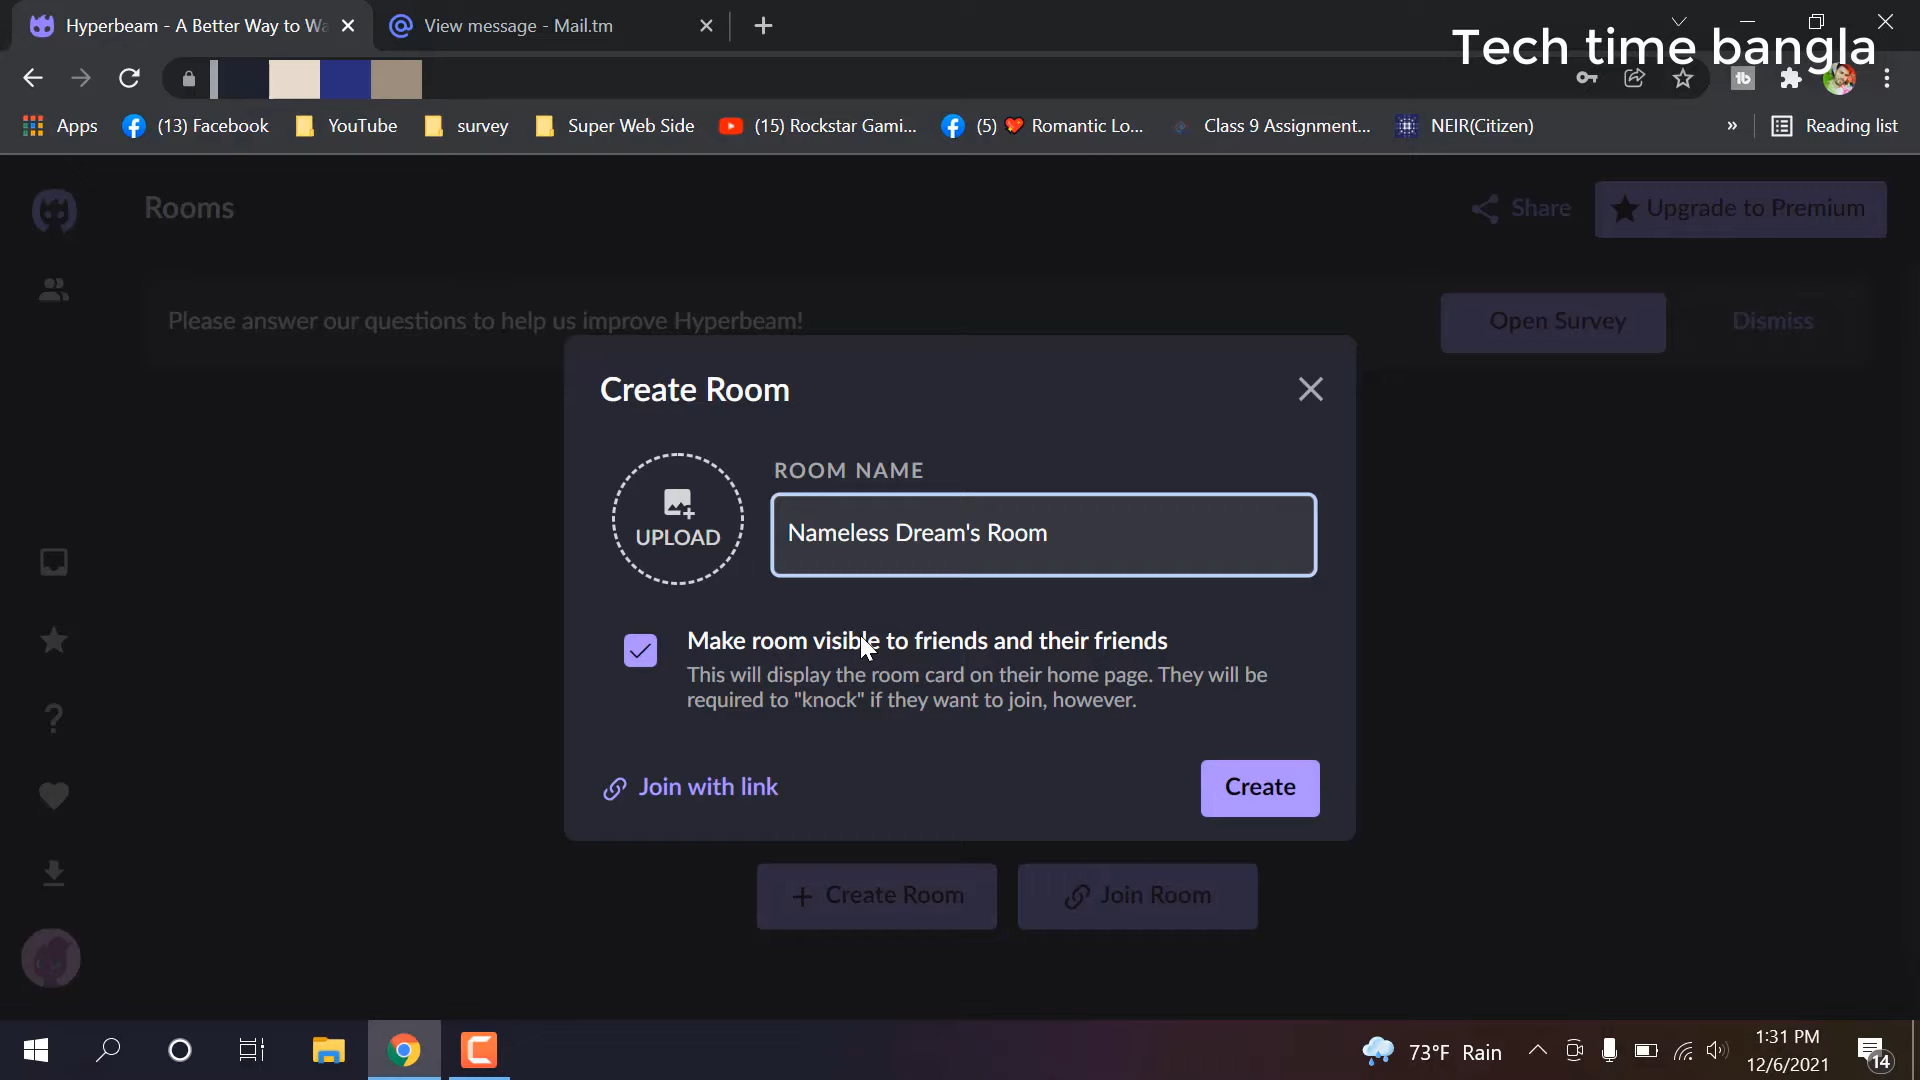 Hyperbeam - A Better Way to Wa
View message - Mail.tm
Tech time bangla
Apps
(13) Facebook
YouTube
survey
Super Web Side
(15) Rockstar Gami...
(5) ❤ Romantic Lo...
Class 9 Assignment...
NEIR(Citizen)
»
Reading list
Rooms
Share
Upgrade to Premium
Please answer our questions to help us improve Hyperbeam!
Open Survey
Dismiss
Create Room
ROOM NAME
UPLOAD
Nameless Dream's Room
Make room visible to friends and their friends
This will display the room card on their home page. They will be
required to "knock" if they want to join, however.
Join with link
Create
+ Create Room
Join Room
73°F Rain
1:31 PM
12/6/2021
14